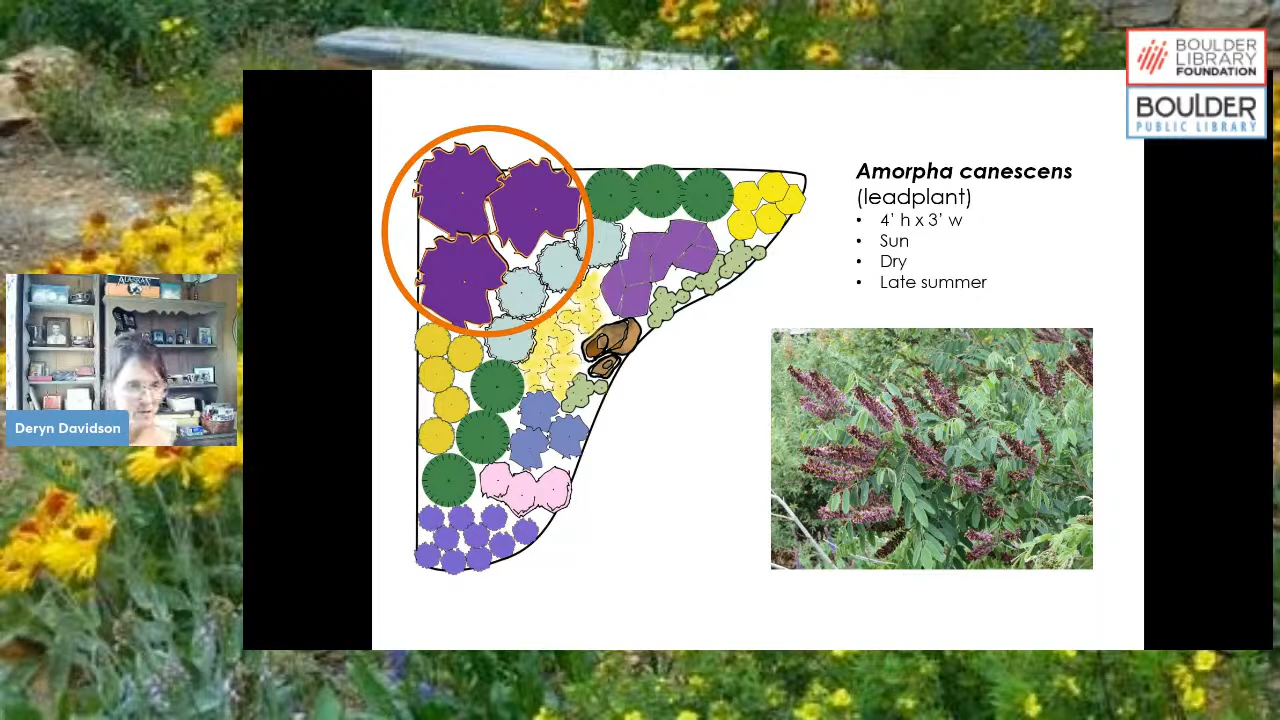 BOULDER
LIBRARY
FOUNDATION
BOULDER
PUBLIC LIBRARY
Amorpha canescens
(leadplant)
• 4' h x 3' w
• Sun
• Dry
• Late summer
Deryn Davidson